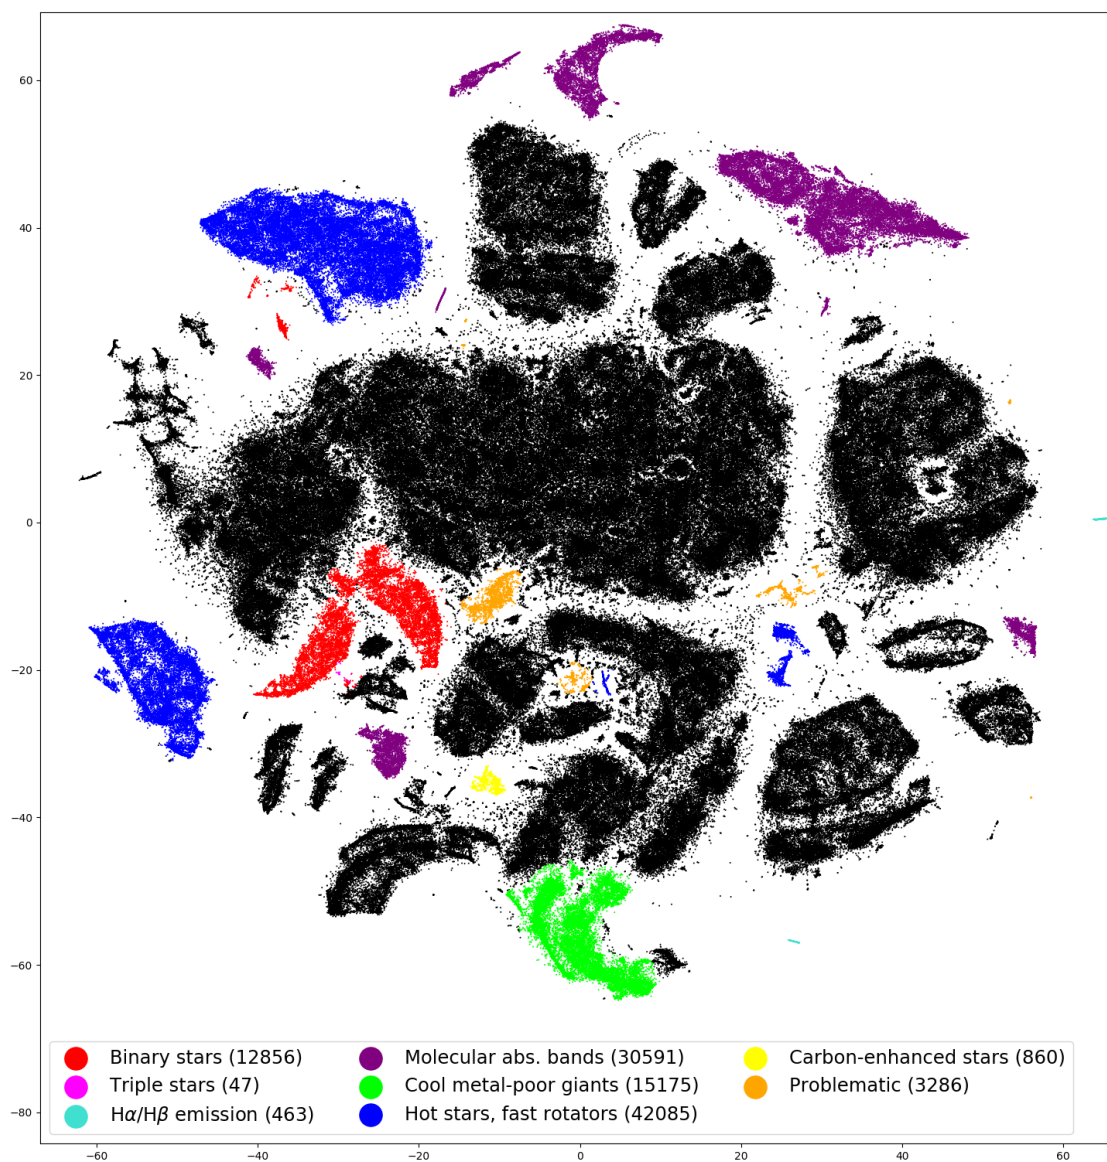 60
40
20
0
−20
−40
−60
−80
Binary stars (12856)
Triple stars (47)
Hα/Hβ emission (463)
Molecular abs. bands (30591)
Cool metal-poor giants (15175)
Hot stars, fast rotators (42085)
Carbon-enhanced stars (860)
Problematic (3286)
−60 −40 −20 0 20 40 60